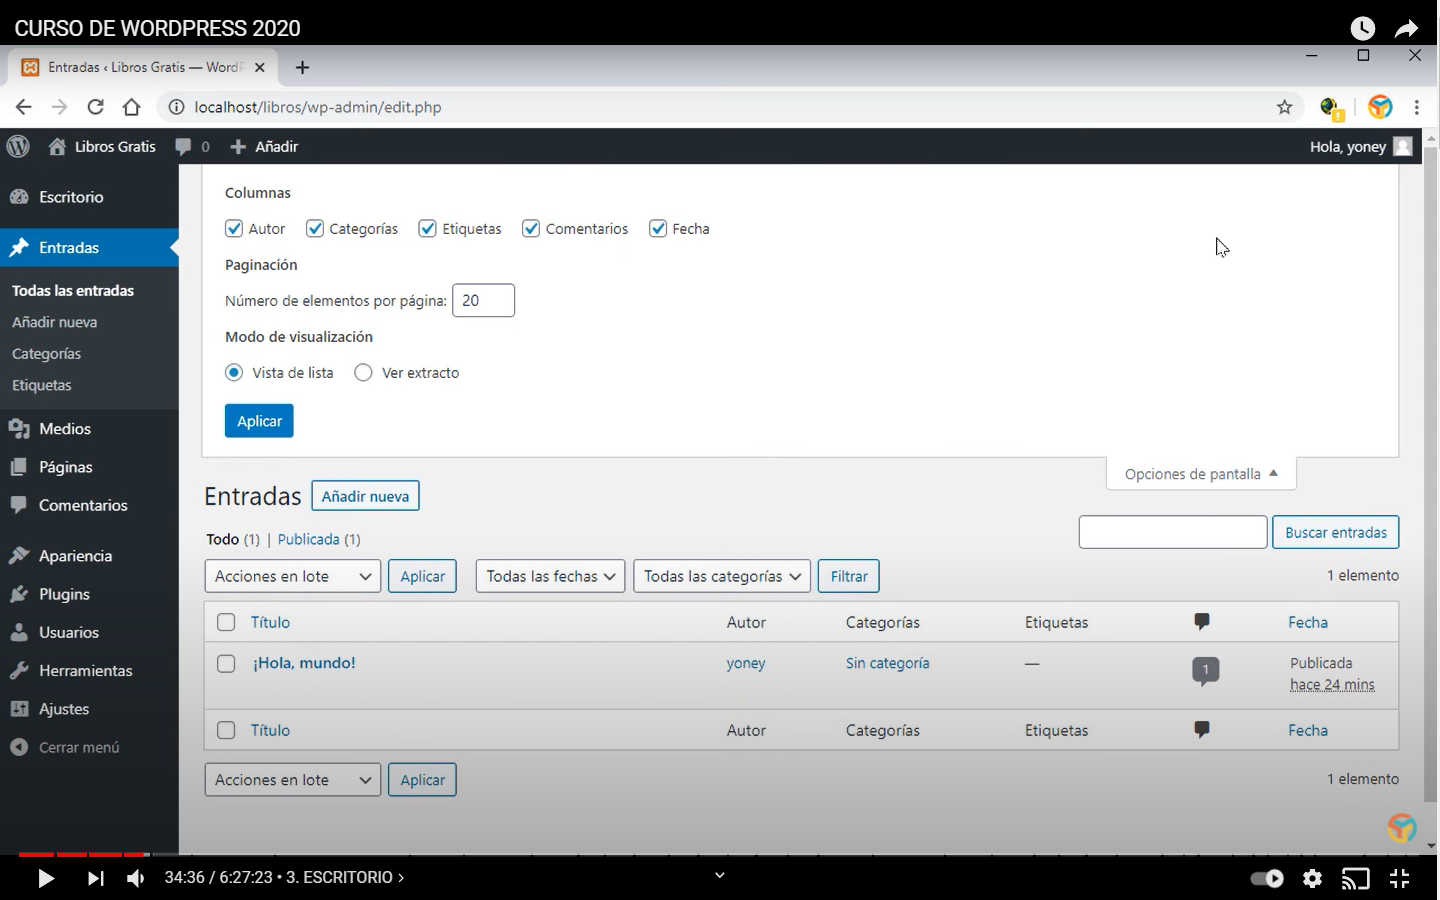 CURSO DE WORDPRESS 2020
Entradas ‹ Libros Gratis — WordP
localhost/libros/wp-admin/edit.php
Libros Gratis 0 Añadir Hola, yoney
Escritorio
Entradas
Todas las entradas
Añadir nueva
Categorías
Etiquetas
Medios
Páginas
Comentarios
Apariencia
Plugins
Usuarios
Herramientas
Ajustes
Cerrar menú
Columnas
Autor Categorías Etiquetas Comentarios Fecha
Paginación
Número de elementos por página: 20
Modo de visualización
Vista de lista Ver extracto
Aplicar
Opciones de pantalla
Entradas Añadir nueva
Todo (1) | Publicada (1)
Buscar entradas
Acciones en lote Aplicar Todas las fechas Todas las categorías Filtrar 1 elemento
Título Autor Categorías Etiquetas Fecha
¡Hola, mundo! yoney Sin categoría — 1 Publicada
hace 24 mins
Título Autor Categorías Etiquetas Fecha
Acciones en lote Aplicar 1 elemento
34:36 / 6:27:23 • 3. ESCRITORIO ›